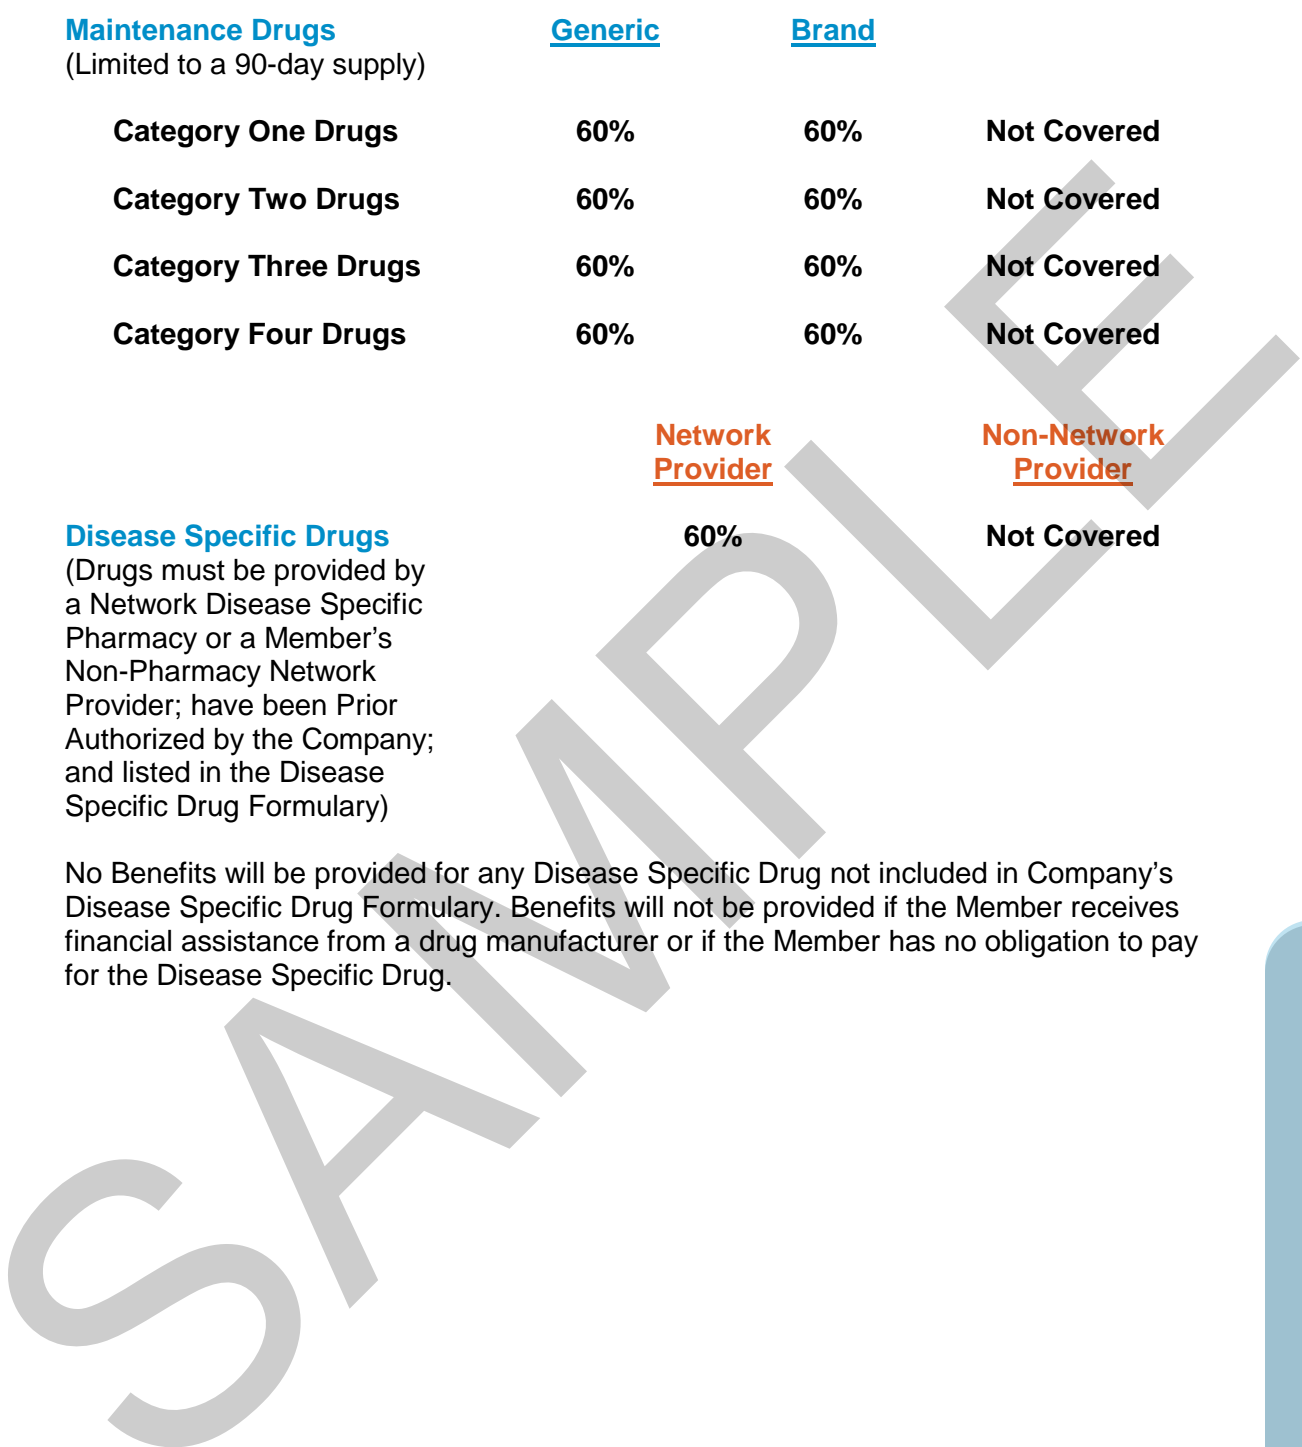 Maintenance Drugs Generic Brand
(Limited to a 90-day supply)
Category One Drugs 60% 60% Not Covered
Category Two Drugs 60% 60% Not Covered
Category Three Drugs 60% 60% Not Covered
Category Four Drugs 60% 60% Not Covered
Network Non-Network
Provider Provider
Disease Specific Drugs 60% Not Covered
(Drugs must be provided by
a Network Disease Specific
Pharmacy or a Member’s
Non-Pharmacy Network
Provider; have been Prior
Authorized by the Company;
and listed in the Disease
Specific Drug Formulary)
No Benefits will be provided for any Disease Specific Drug not included in Company’s
Disease Specific Drug Formulary. Benefits will not be provided if the Member receives
financial assistance from a drug manufacturer or if the Member has no obligation to pay
for the Disease Specific Drug.
SAMPLE